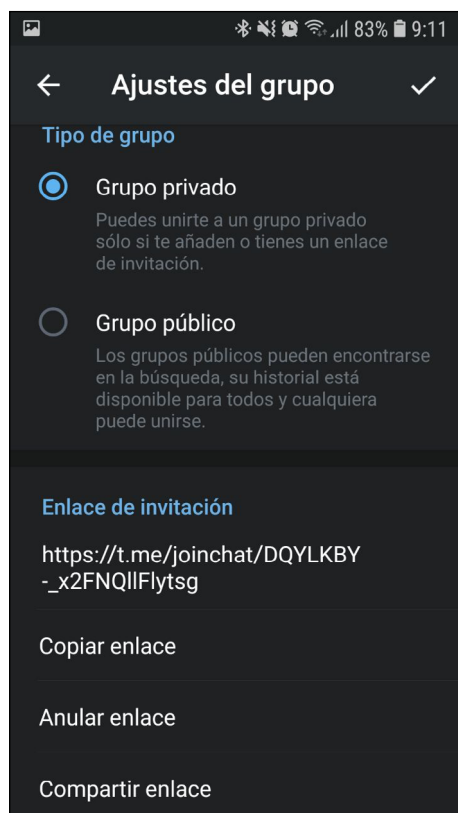 83% 9:11
Ajustes del grupo
Tipo de grupo
Grupo privado
Puedes unirte a un grupo privado
sólo si te añaden o tienes un enlace
de invitación.
Grupo público
Los grupos públicos pueden encontrarse
en la búsqueda, su historial está
disponible para todos y cualquiera
puede unirse.
Enlace de invitación
https://t.me/joinchat/DQYLKBY
-_x2FNQllFlytsg
Copiar enlace
Anular enlace
Compartir enlace